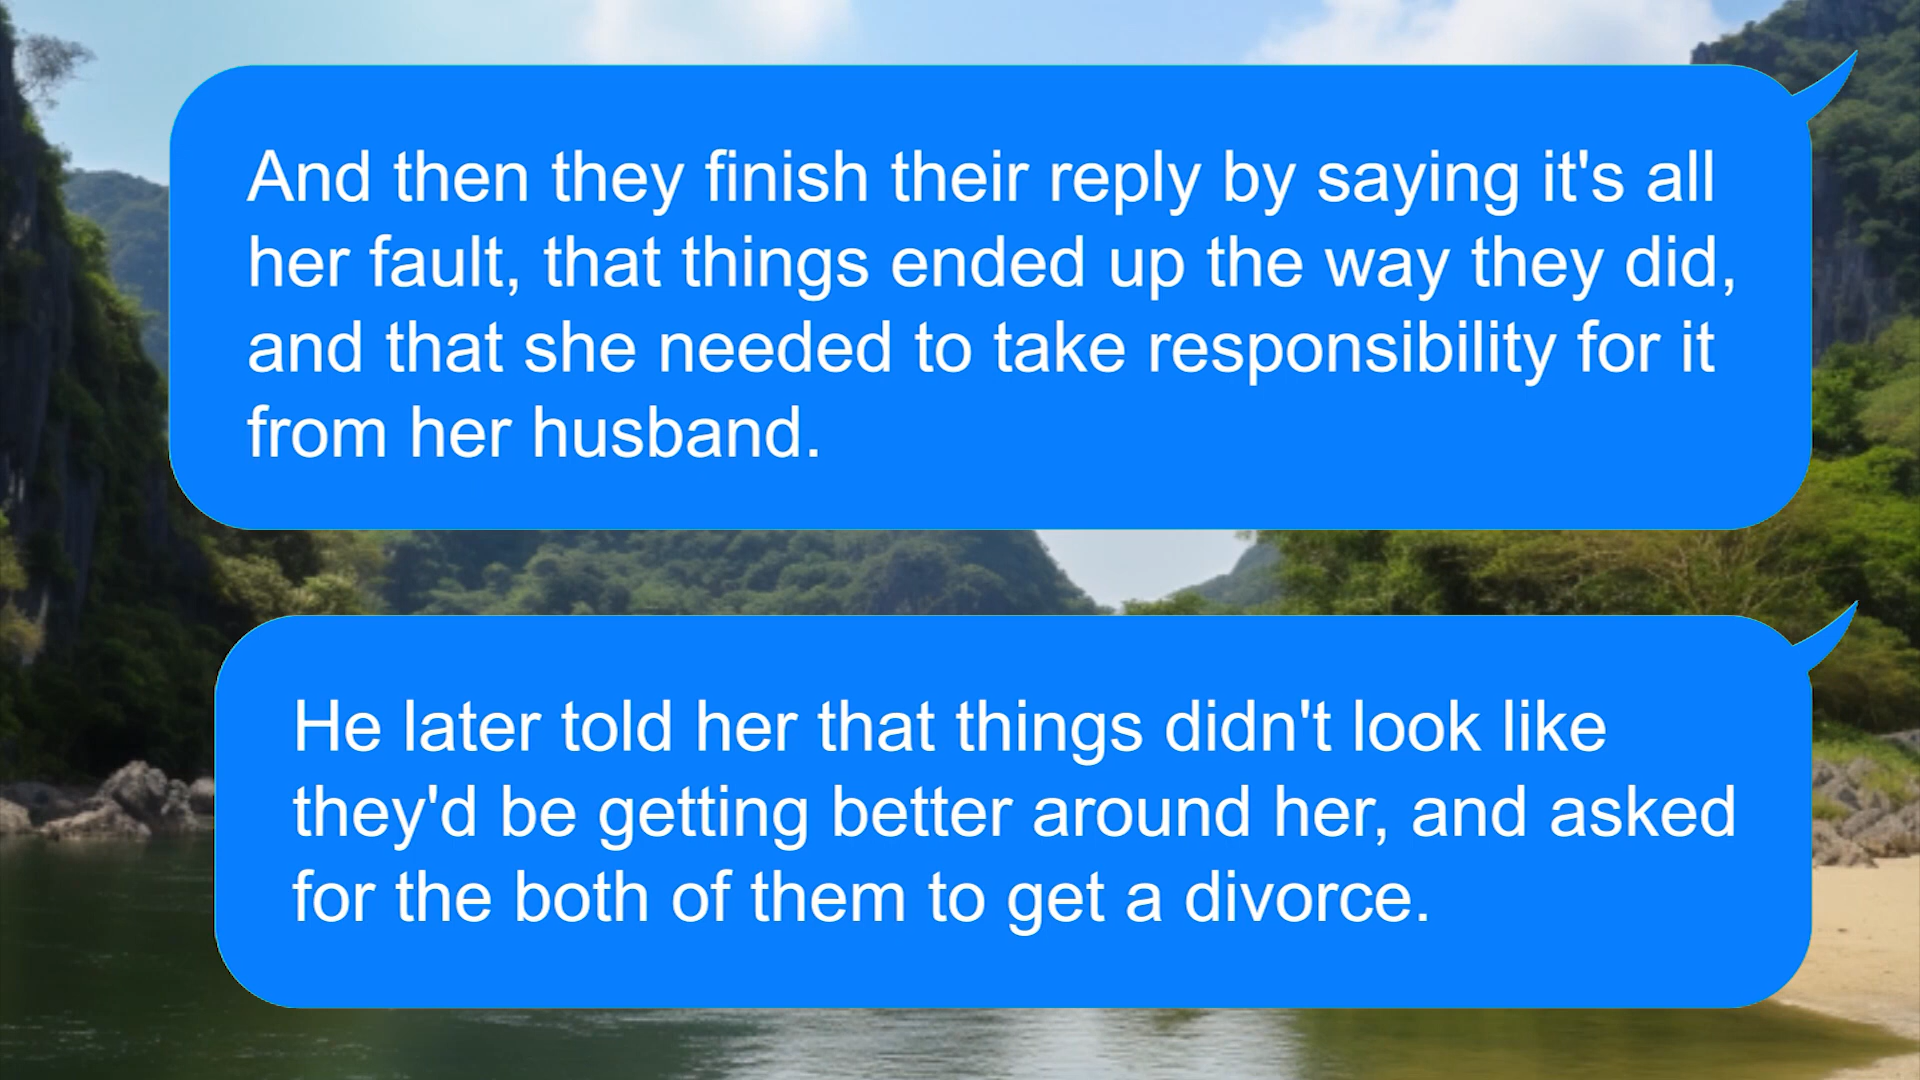 And then they finish their reply by saying it's all
her fault, that things ended up the way they did,
and that she needed to take responsibility for it
from her husband.
He later told her that things didn't look like
they'd be getting better around her, and asked
for the both of them to get a divorce.